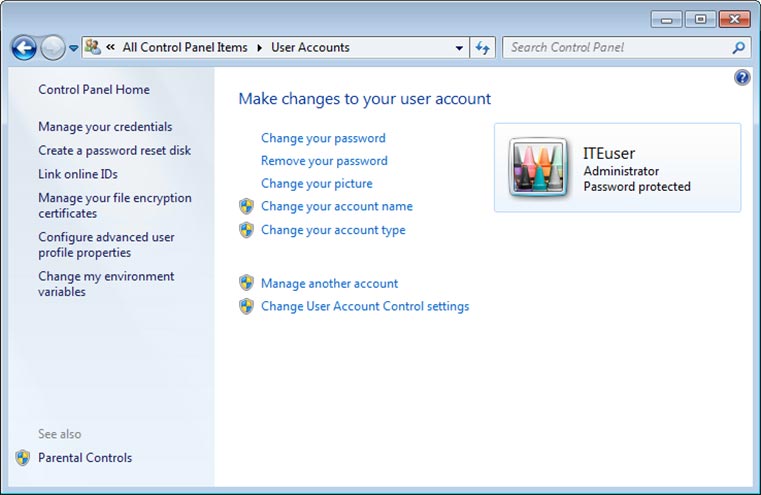 « All Control Panel Items ▸ User Accounts
Search Control Panel
Control Panel Home
Manage your credentials
Create a password reset disk
Link online IDs
Manage your file encryption
certificates
Configure advanced user
profile properties
Change my environment
variables
See also
Parental Controls
Make changes to your user account
Change your password
Remove your password
Change your picture
Change your account name
Change your account type
Manage another account
Change User Account Control settings
ITEuser
Administrator
Password protected